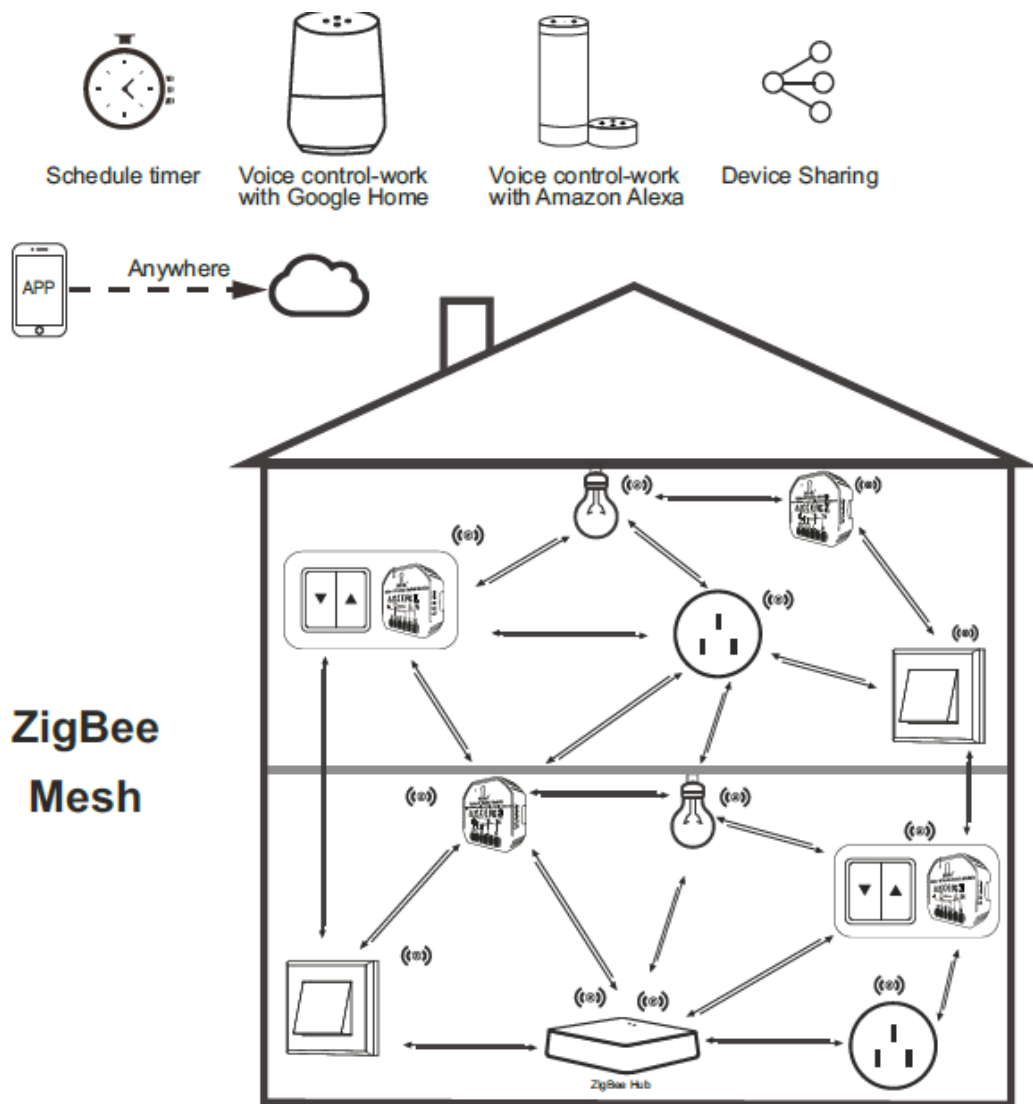 Schedule timer
Voice control-work
with Google Home
Voice control-work
with Amazon Alexa
Device Sharing
APP
Anywhere
ZigBee
Mesh
ZigBee Hub